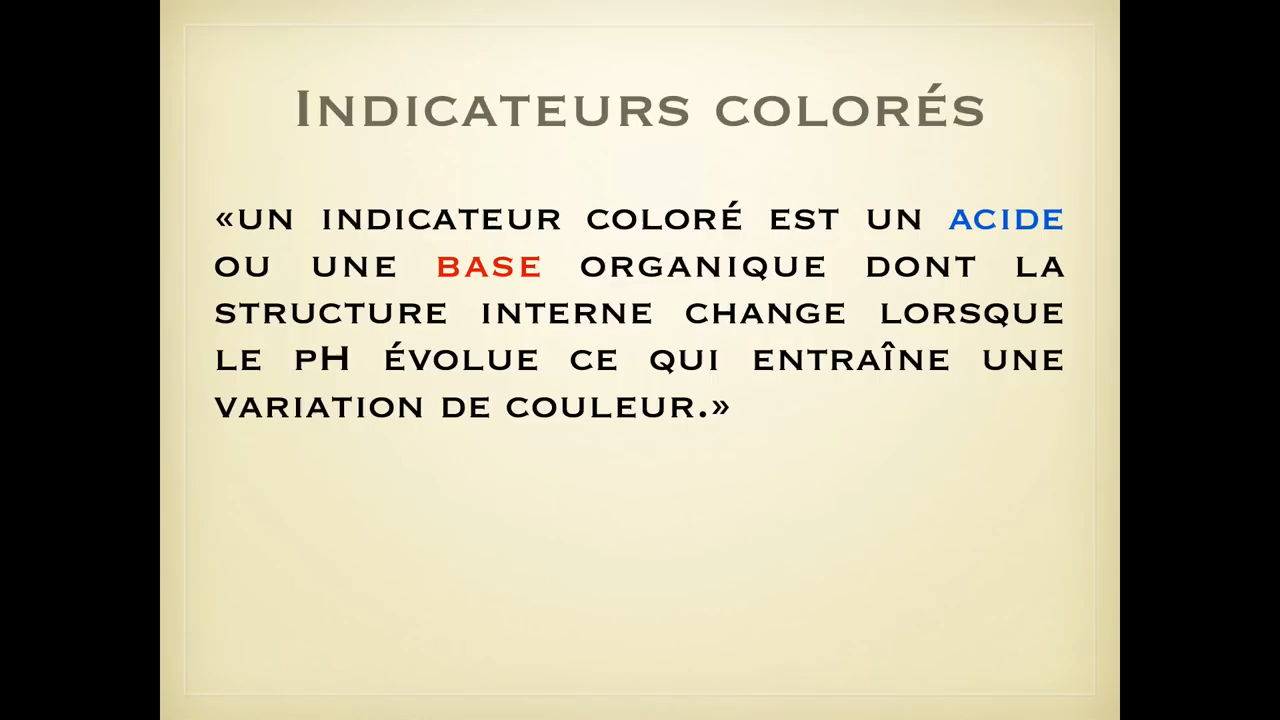 Indicateurs colorés
«un indicateur coloré est un acide
ou une base organique dont la
structure interne change lorsque
le pH évolue ce qui entraîne une
variation de couleur.»